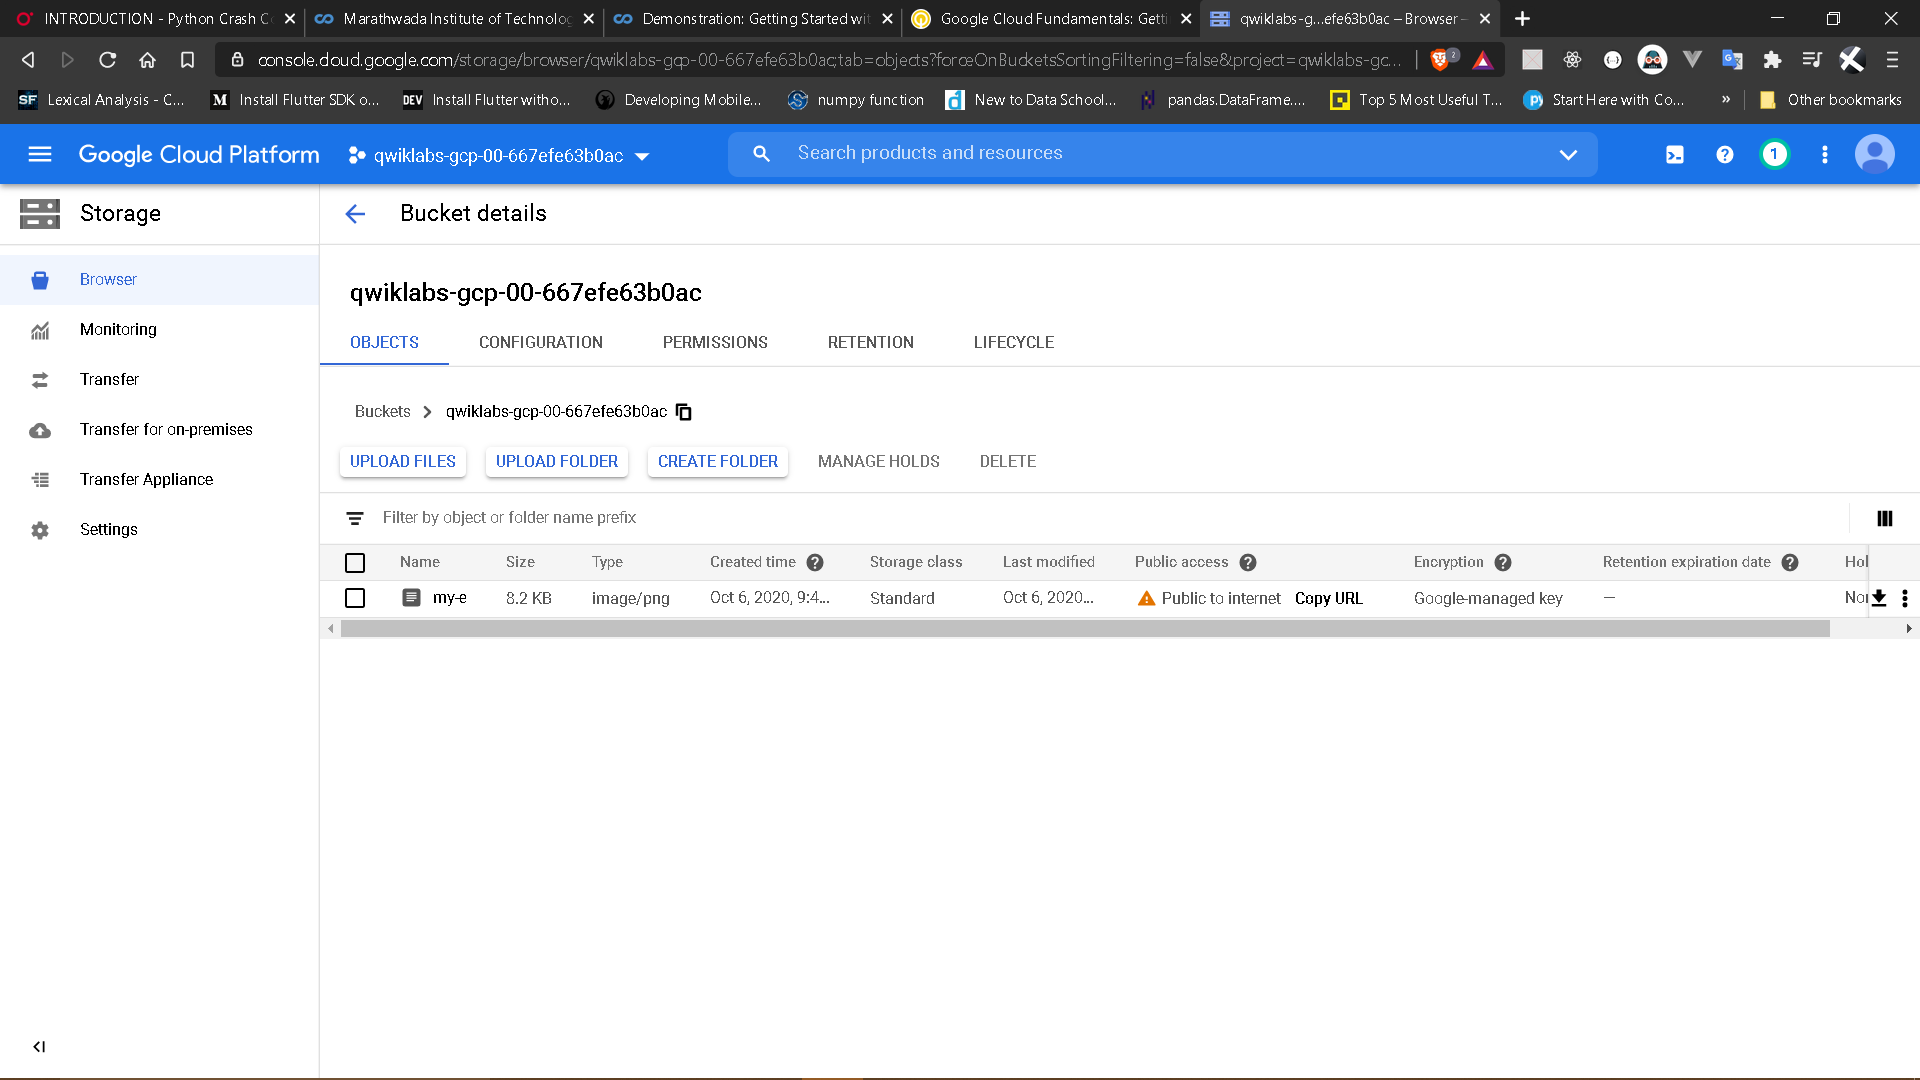 INTRODUCTION - Python Crash C
Marathwada Institute of Technolog
Demonstration: Getting Started wit
Google Cloud Fundamentals: Getti
qwiklabs-g...efe63b0ac – Browser –
console.cloud.google.com/storage/browser/qwiklabs-gcp-00-667efe63b0ac;tab=objects?forceOnBucketsSortingFiltering=false&project=qwiklabs-gc...
2
SF Lexical Analysis - C...
M Install Flutter SDK o...
DEV Install Flutter witho...
Developing Mobile...
numpy function
New to Data School...
pandas.DataFrame....
Top 5 Most Useful T...
Start Here with Co...
»
Other bookmarks
Google Cloud Platform
qwiklabs-gcp-00-667efe63b0ac
Search products and resources
1
Storage
Bucket details
Browser
Monitoring
Transfer
Transfer for on-premises
Transfer Appliance
Settings
qwiklabs-gcp-00-667efe63b0ac
OBJECTS CONFIGURATION PERMISSIONS RETENTION LIFECYCLE
Buckets > qwiklabs-gcp-00-667efe63b0ac
UPLOAD FILES UPLOAD FOLDER CREATE FOLDER MANAGE HOLDS DELETE
Filter by object or folder name prefix
Name Size Type Created time Storage class Last modified Public access Encryption Retention expiration date Hol
my-e 8.2 KB image/png Oct 6, 2020, 9:4... Standard Oct 6, 2020... Public to internet Copy URL Google-managed key — Non